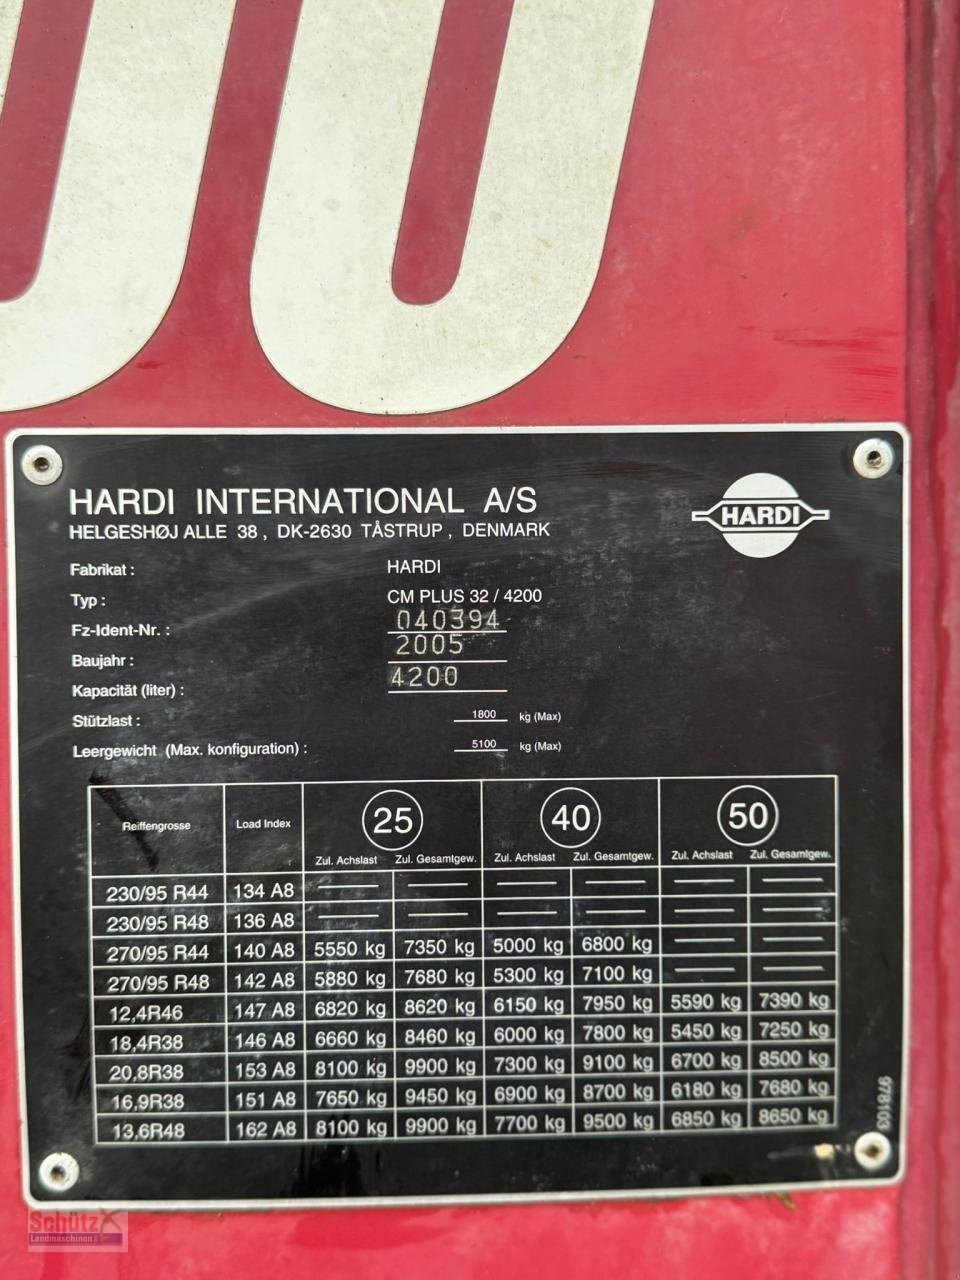 00
HARDI INTERNATIONAL A/S
HELGESHØJ ALLE 38, DK-2630 TÅSTRUP, DENMARK
HARDI
Fabrikat: HARDI
Typ: CM PLUS 32 / 4200
Fz-Ident-Nr.: 040394
Baujahr: 2005
Kapacität (liter): 4200
Stützlast: 1800 kg (Max)
Leergewicht (Max. konfiguration): 5100 kg (Max)
Reiffengrosse Load Index 25 40 50
Zul. Achslast Zul. Gesamtgew. Zul. Achslast Zul. Gesamtgew. Zul. Achslast Zul. Gesamtgew.
230/95 R44 134 A8 — — — — — —
230/95 R48 136 A8 — — — — — —
270/95 R44 140 A8 5550 kg 7350 kg 5000 kg 6800 kg — —
270/95 R48 142 A8 5880 kg 7680 kg 5300 kg 7100 kg — —
12,4R46 147 A8 6820 kg 8620 kg 6150 kg 7950 kg 5590 kg 7390 kg
18,4R38 146 A8 6660 kg 8460 kg 6000 kg 7800 kg 5450 kg 7250 kg
20,8R38 153 A8 8100 kg 9900 kg 7300 kg 9100 kg 6700 kg 8500 kg
16,9R38 151 A8 7650 kg 9450 kg 6900 kg 8700 kg 6180 kg 7680 kg
13,6R48 162 A8 8100 kg 9900 kg 7700 kg 9500 kg 6850 kg 8650 kg
978103
Schütz
Landmaschinen